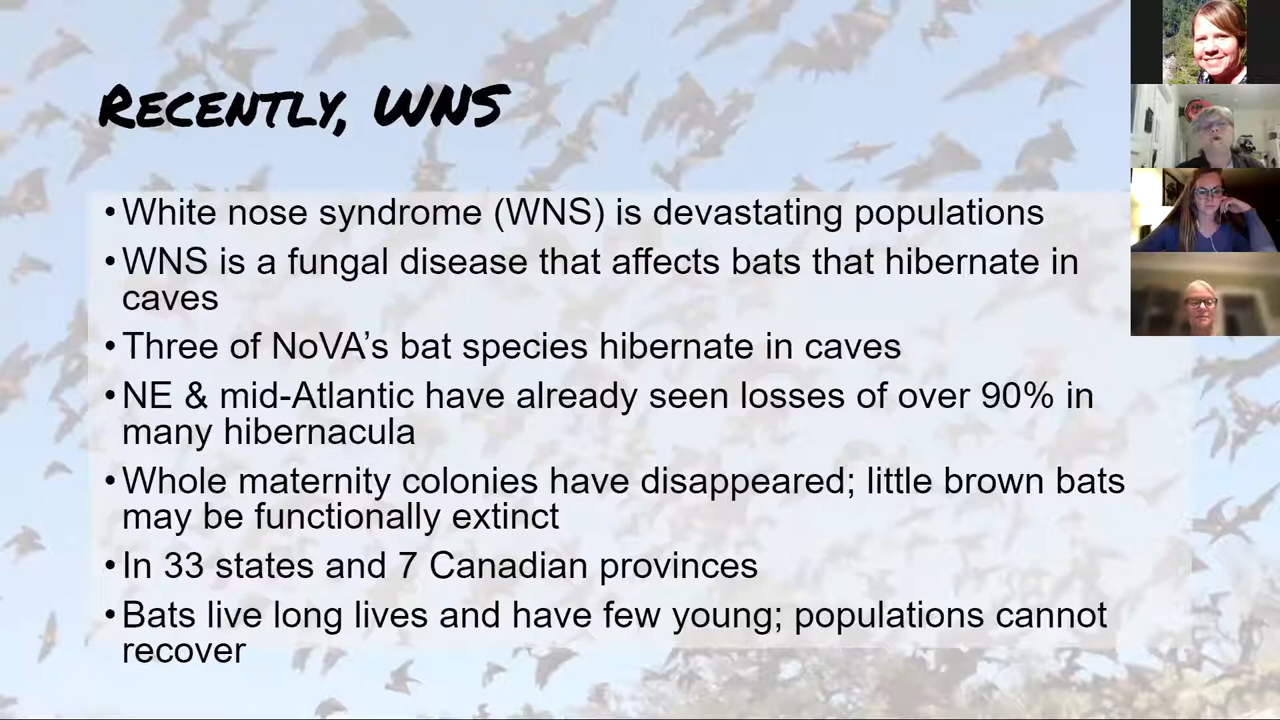 Recently, WNS
• White nose syndrome (WNS) is devastating populations
• WNS is a fungal disease that affects bats that hibernate in
caves
• Three of NoVA’s bat species hibernate in caves
• NE & mid-Atlantic have already seen losses of over 90% in
many hibernacula
• Whole maternity colonies have disappeared; little brown bats
may be functionally extinct
• In 33 states and 7 Canadian provinces
• Bats live long lives and have few young; populations cannot
recover